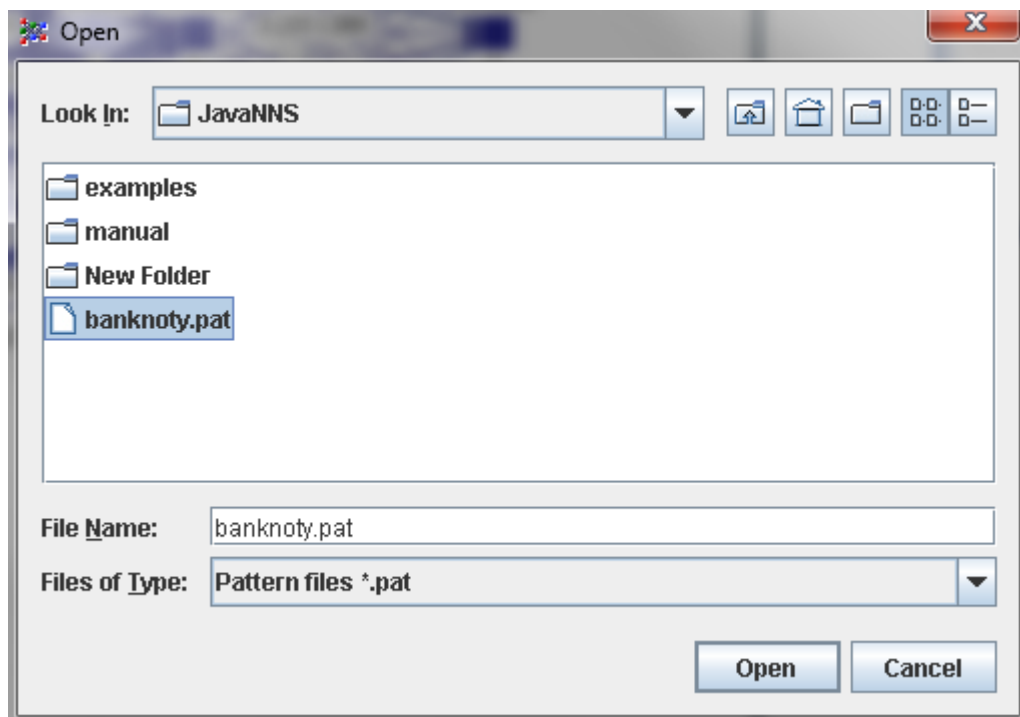 Open
Look In: JavaNNS
examples
manual
New Folder
banknoty.pat
File Name: banknoty.pat
Files of Type: Pattern files *.pat
Open Cancel